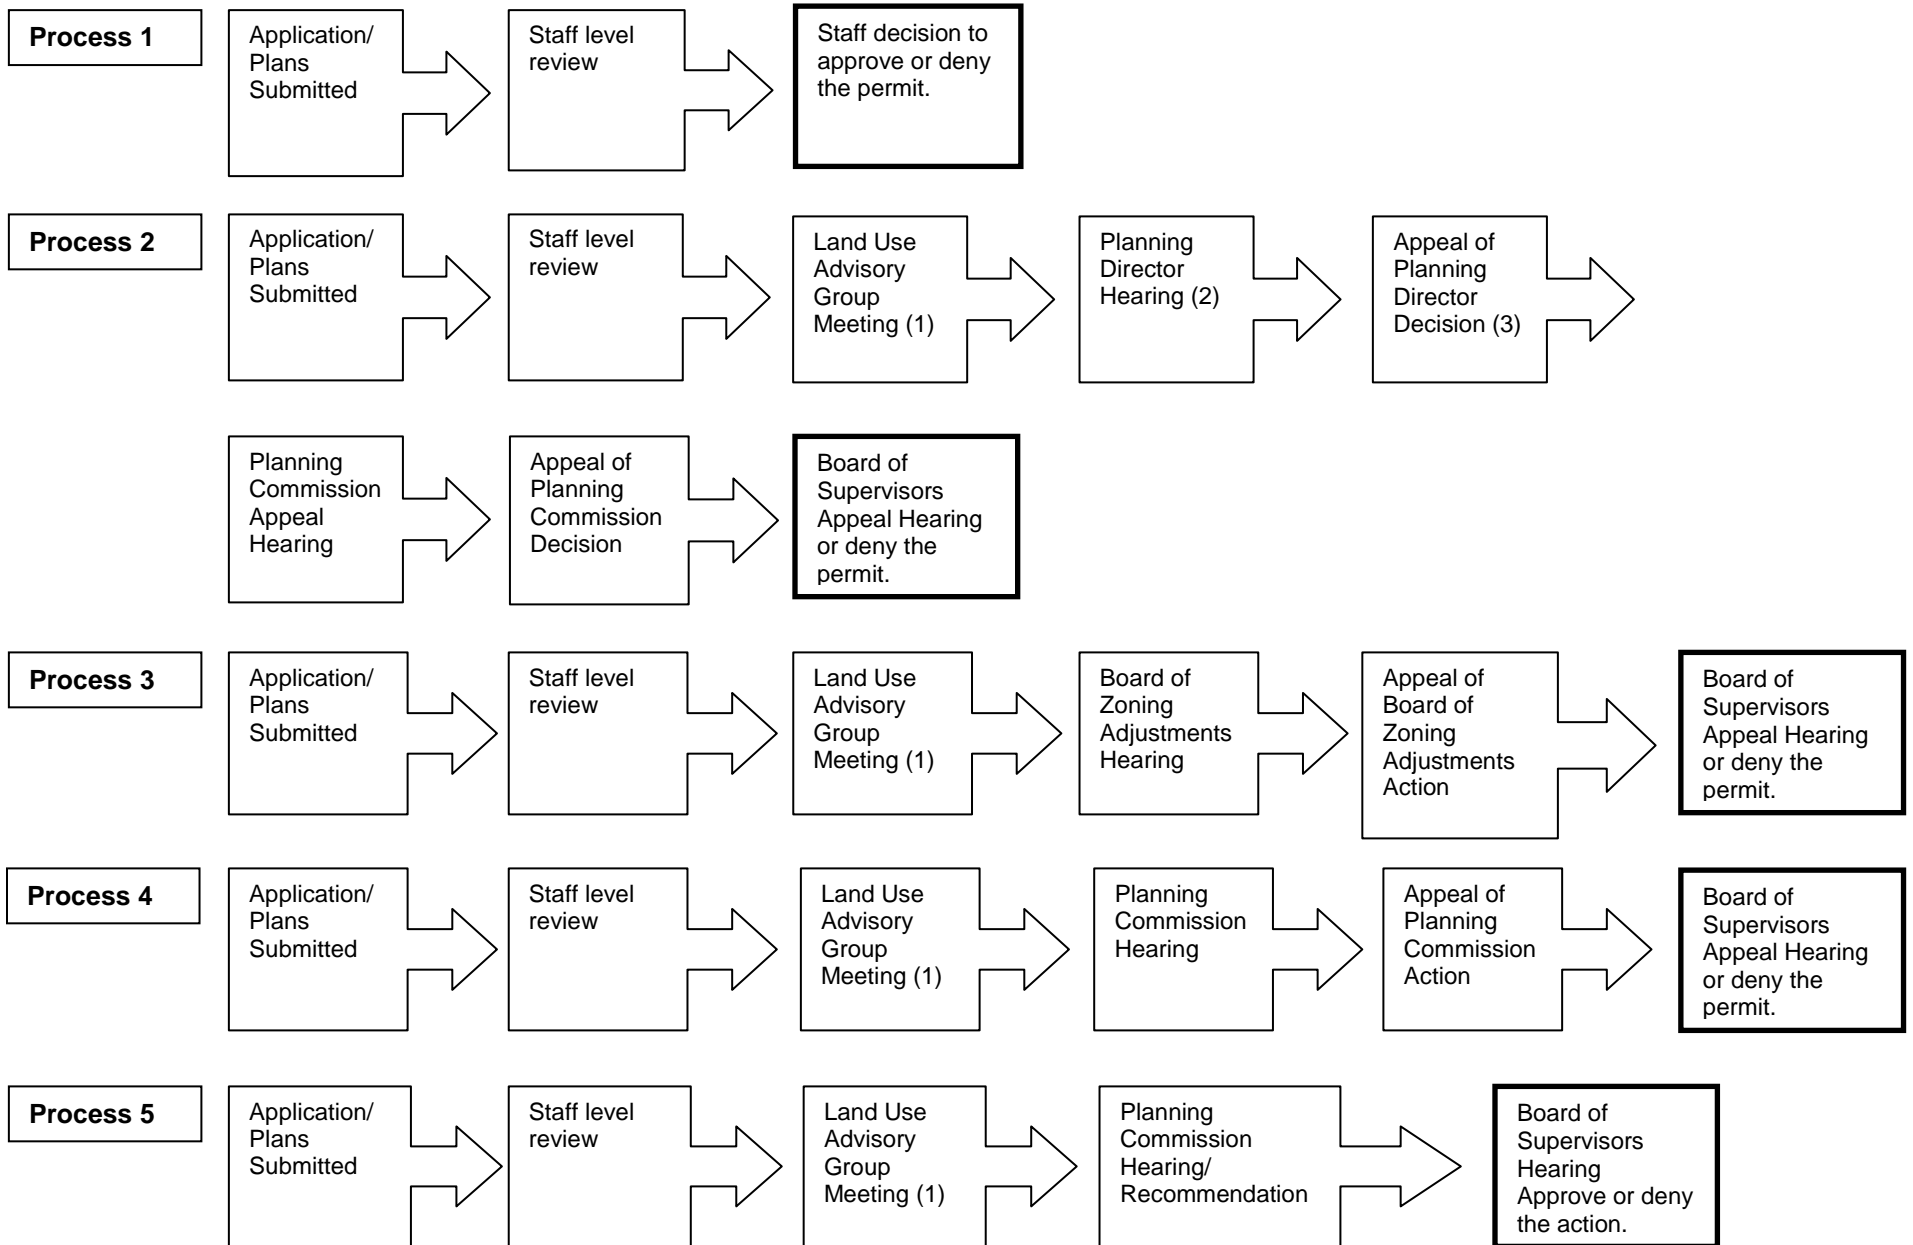 Process 1
Application/
Plans
Submitted
Staff level
review
Staff decision to
approve or deny
the permit.
Process 2
Application/
Plans
Submitted
Staff level
review
Land Use
Advisory
Group
Meeting (1)
Planning
Director
Hearing (2)
Appeal of
Planning
Director
Decision (3)
Planning
Commission
Appeal
Hearing
Appeal of
Planning
Commission
Decision
Board of
Supervisors
Appeal Hearing
or deny the
permit.
Process 3
Application/
Plans
Submitted
Staff level
review
Land Use
Advisory
Group
Meeting (1)
Board of
Zoning
Adjustments
Hearing
Appeal of
Board of
Zoning
Adjustments
Action
Board of
Supervisors
Appeal Hearing
or deny the
permit.
Process 4
Application/
Plans
Submitted
Staff level
review
Land Use
Advisory
Group
Meeting (1)
Planning
Commission
Hearing
Appeal of
Planning
Commission
Action
Board of
Supervisors
Appeal Hearing
or deny the
permit.
Process 5
Application/
Plans
Submitted
Staff level
review
Land Use
Advisory
Group
Meeting (1)
Planning
Commission
Hearing/
Recommendation
Board of
Supervisors
Hearing
Approve or deny
the action.